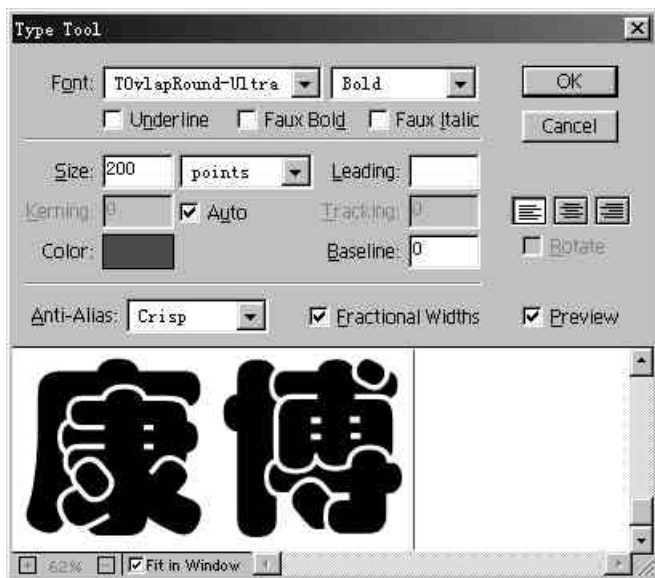 Type Tool
Font: TOvlapRound-Ultra Bold OK
Underline Faux Bold Faux Italic Cancel
Size: 200 points Leading:
Kerning: 0 Auto Tracking: 0
Color: Baseline: 0 Rotate
Anti-Alias: Crisp Fractional Widths Preview
康博
62% Fit in Window